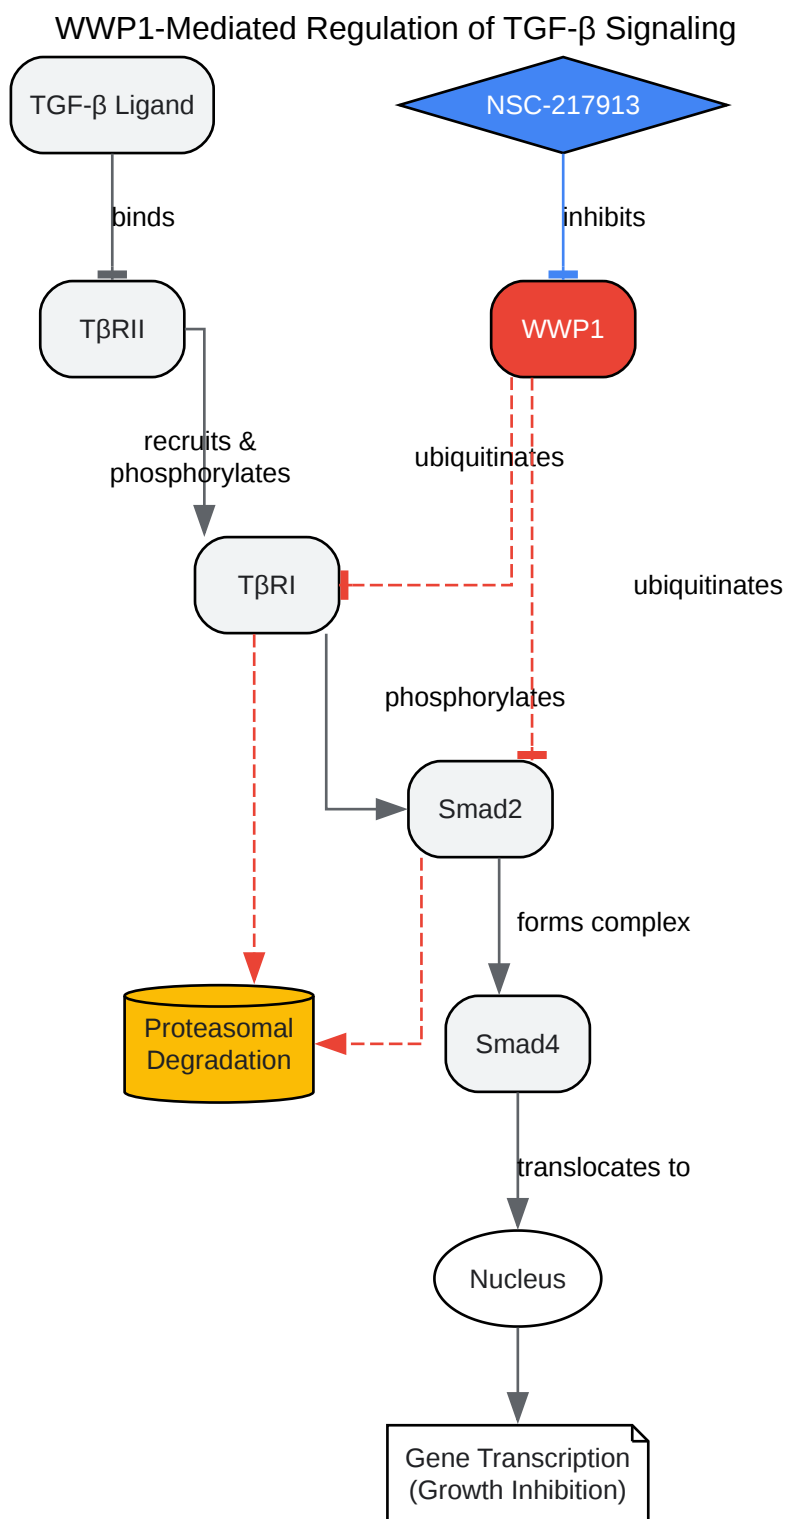 WWP1-Mediated Regulation of TGF-β Signaling
TGF-β Ligand
NSC-217913
binds
inhibits
TβRII
WWP1
recruits &
phosphorylates
ubiquitinates
TβRI
ubiquitinates
phosphorylates
Smad2
forms complex
Proteasomal
Degradation
Smad4
translocates to
Nucleus
Gene Transcription
(Growth Inhibition)